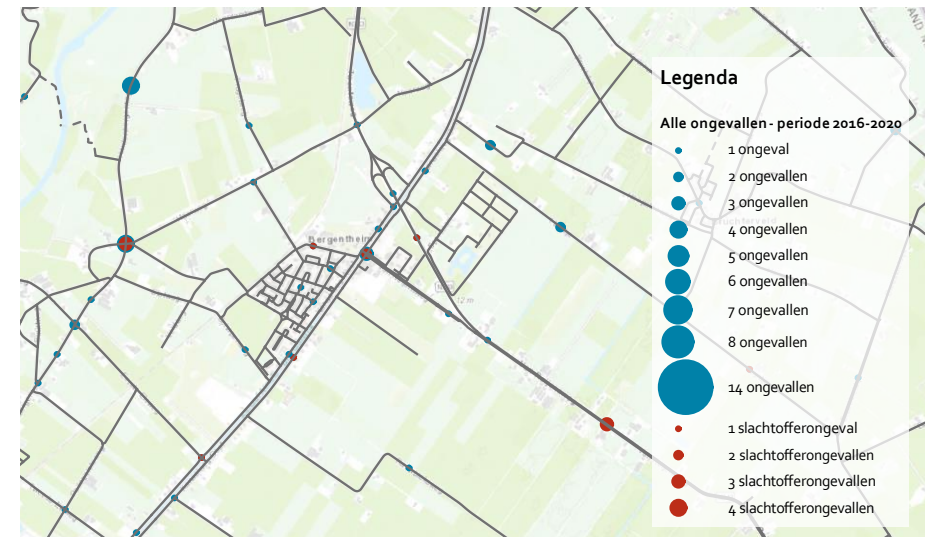 Legenda
Alle ongevallen - periode 2016-2020
1 ongeval
2 ongevallen
3 ongevallen
4 ongevallen
5 ongevallen
6 ongevallen
7 ongevallen
8 ongevallen
14 ongevallen
1 slachtofferongeval
2 slachtofferongevallen
3 slachtofferongevallen
4 slachtofferongevallen
Bergentheim
12 m